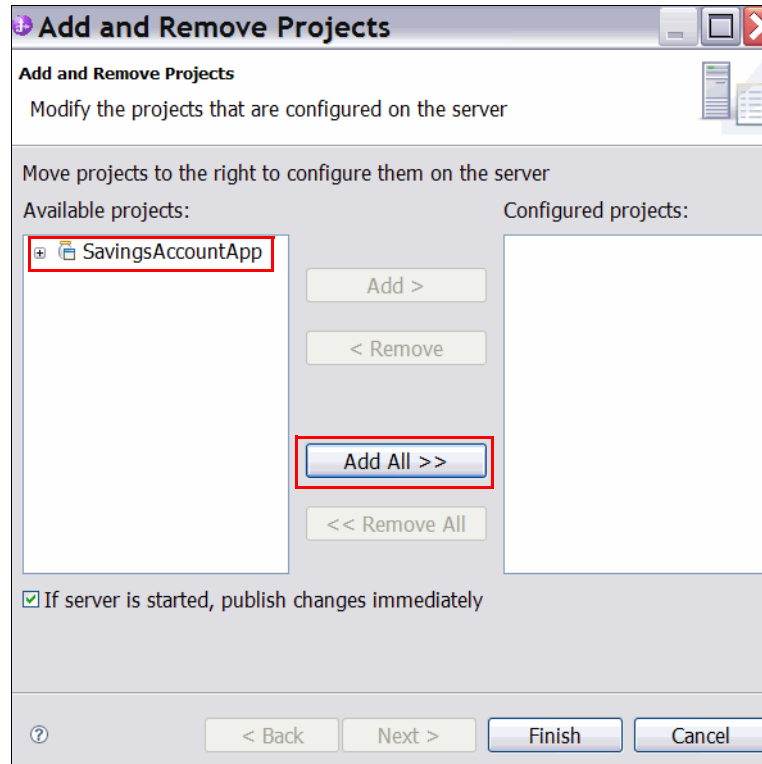 Add and Remove Projects
Add and Remove Projects
Modify the projects that are configured on the server
Move projects to the right to configure them on the server
Available projects:
Configured projects:
SavingsAccountApp
Add >
< Remove
Add All >>
<< Remove All
If server is started, publish changes immediately
< Back
Next >
Finish
Cancel